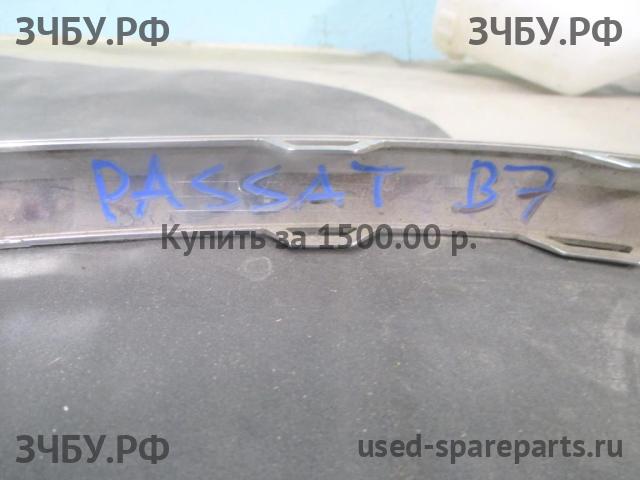 ЗЧБУ.РФ ЗЧБУ.РФ
PASSAT B7
Купить за 1500.00 р.
ЗЧБУ.РФ used-spareparts.ru